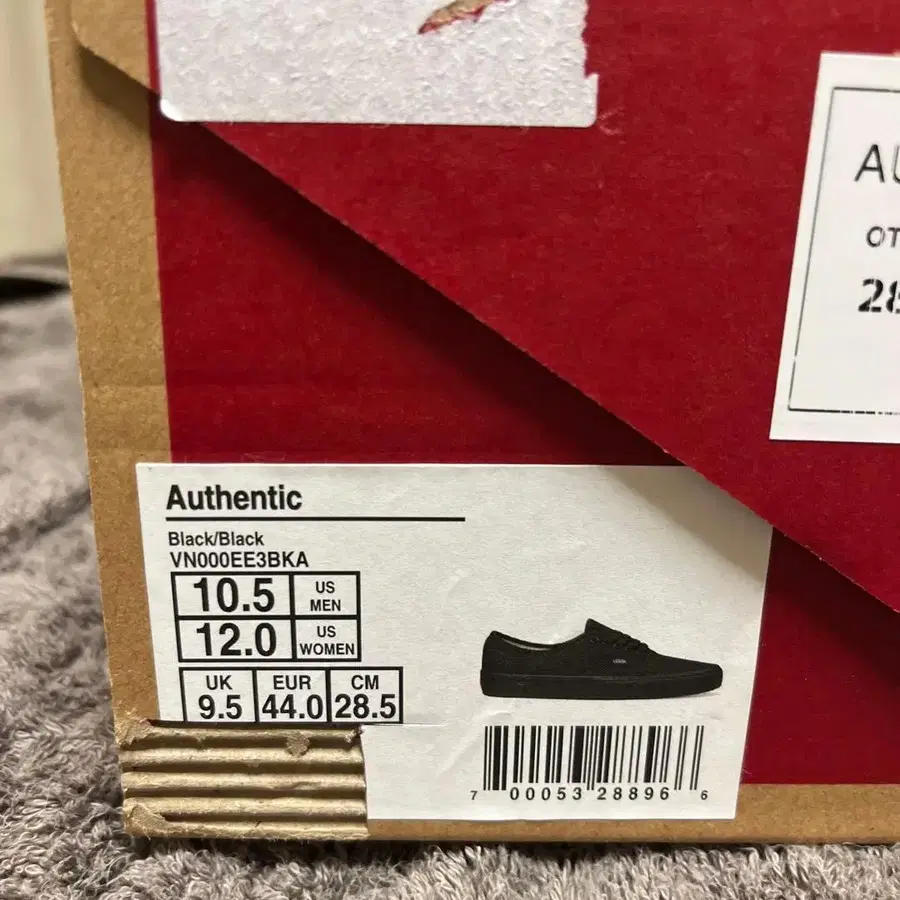 AU
OT
28
Authentic
Black/Black
VN000EE3BKA
10.5 US MEN
12.0 US WOMEN
UK EUR CM
9.5 44.0 28.5
7 00053 28896 6